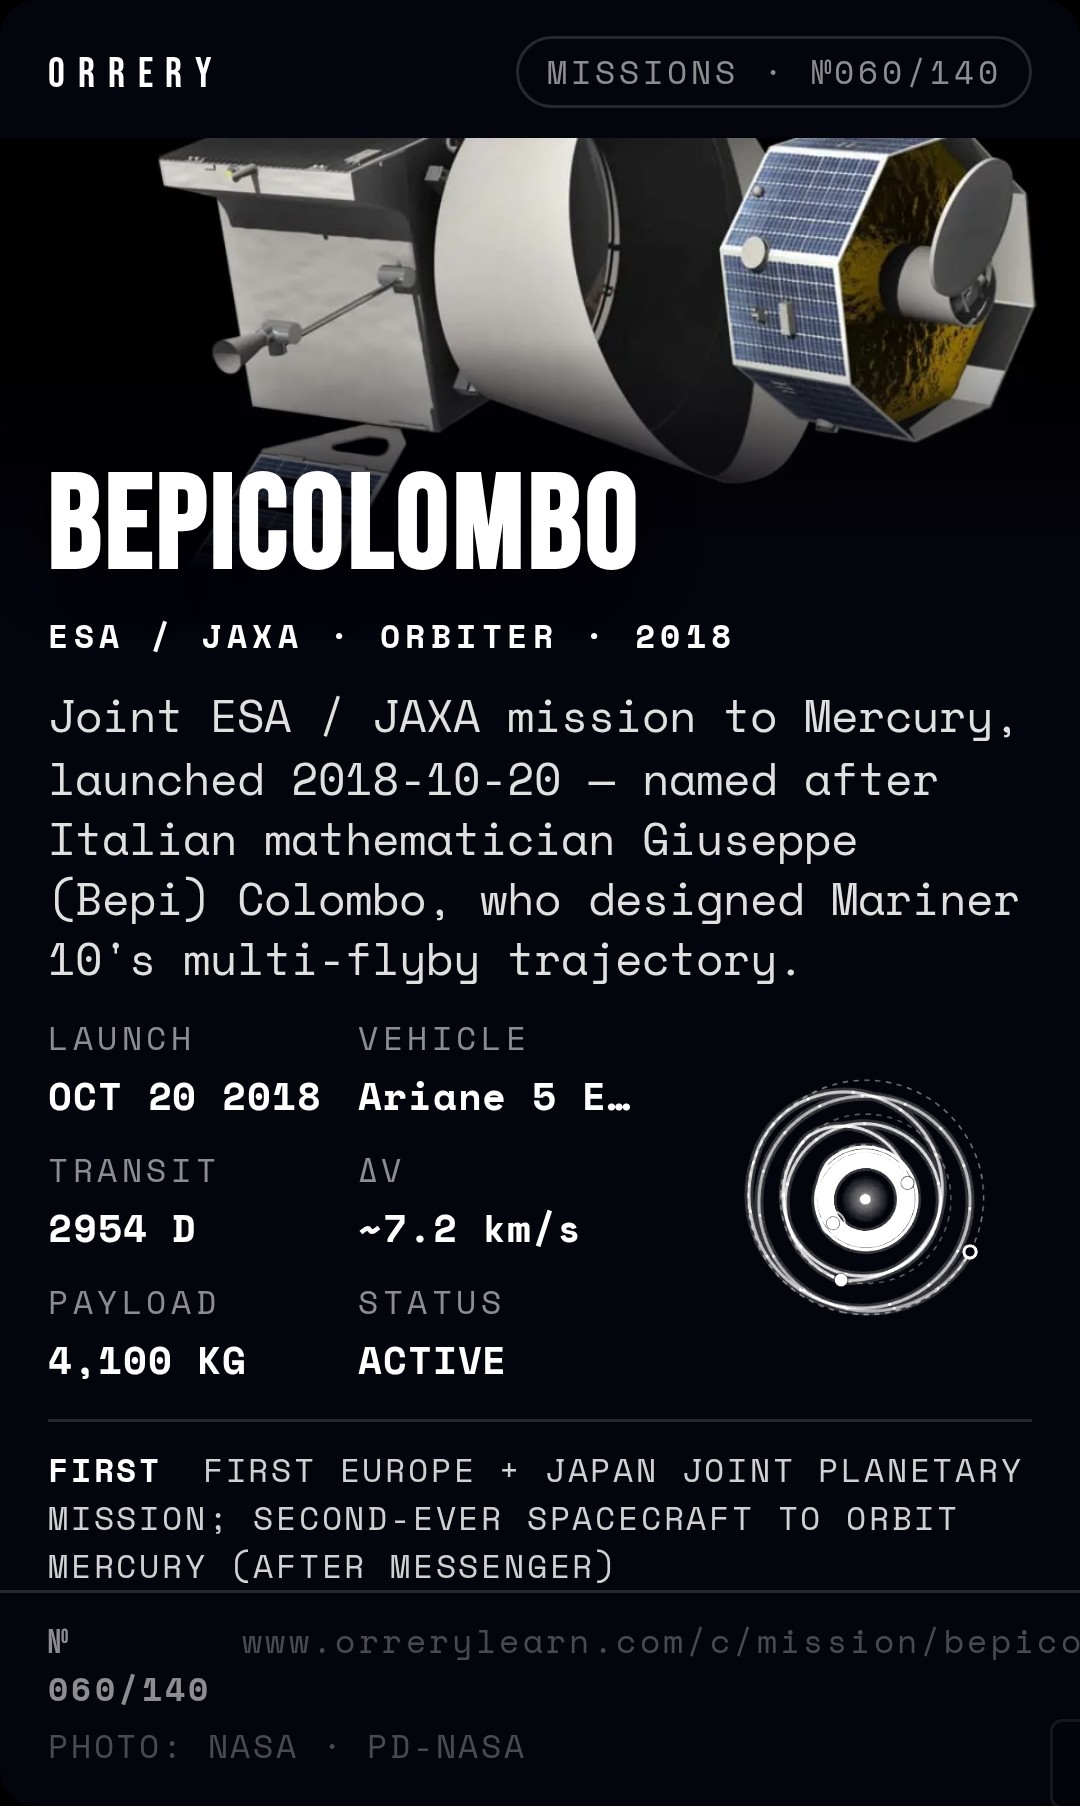 ORRERY
MISSIONS · №060/140
BEPICOLOMBO
ESA / JAXA · ORBITER · 2018
Joint ESA / JAXA mission to Mercury,
launched 2018-10-20 — named after
Italian mathematician Giuseppe
(Bepi) Colombo, who designed Mariner
10's multi-flyby trajectory.
LAUNCH VEHICLE
OCT 20 2018 Ariane 5 E…
TRANSIT ΔV
2954 D ~7.2 km/s
PAYLOAD STATUS
4,100 KG ACTIVE
FIRST FIRST EUROPE + JAPAN JOINT PLANETARY
MISSION; SECOND-EVER SPACECRAFT TO ORBIT
MERCURY (AFTER MESSENGER)
№ www.orrerylearn.com/c/mission/bepico
060/140
PHOTO: NASA · PD-NASA